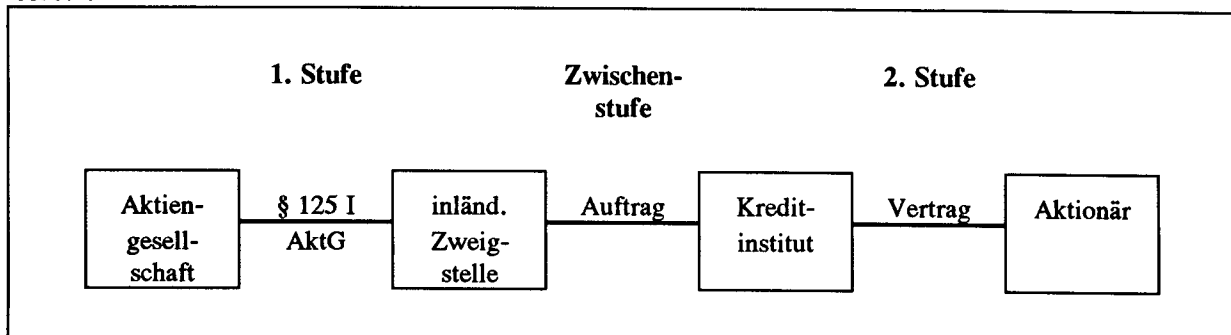 1. Stufe
Zwischen-
stufe
2. Stufe
Aktien-
gesell-
schaft
§ 125 I
AktG
inländ.
Zweig-
stelle
Auftrag
Kredit-
institut
Vertrag
Aktionär